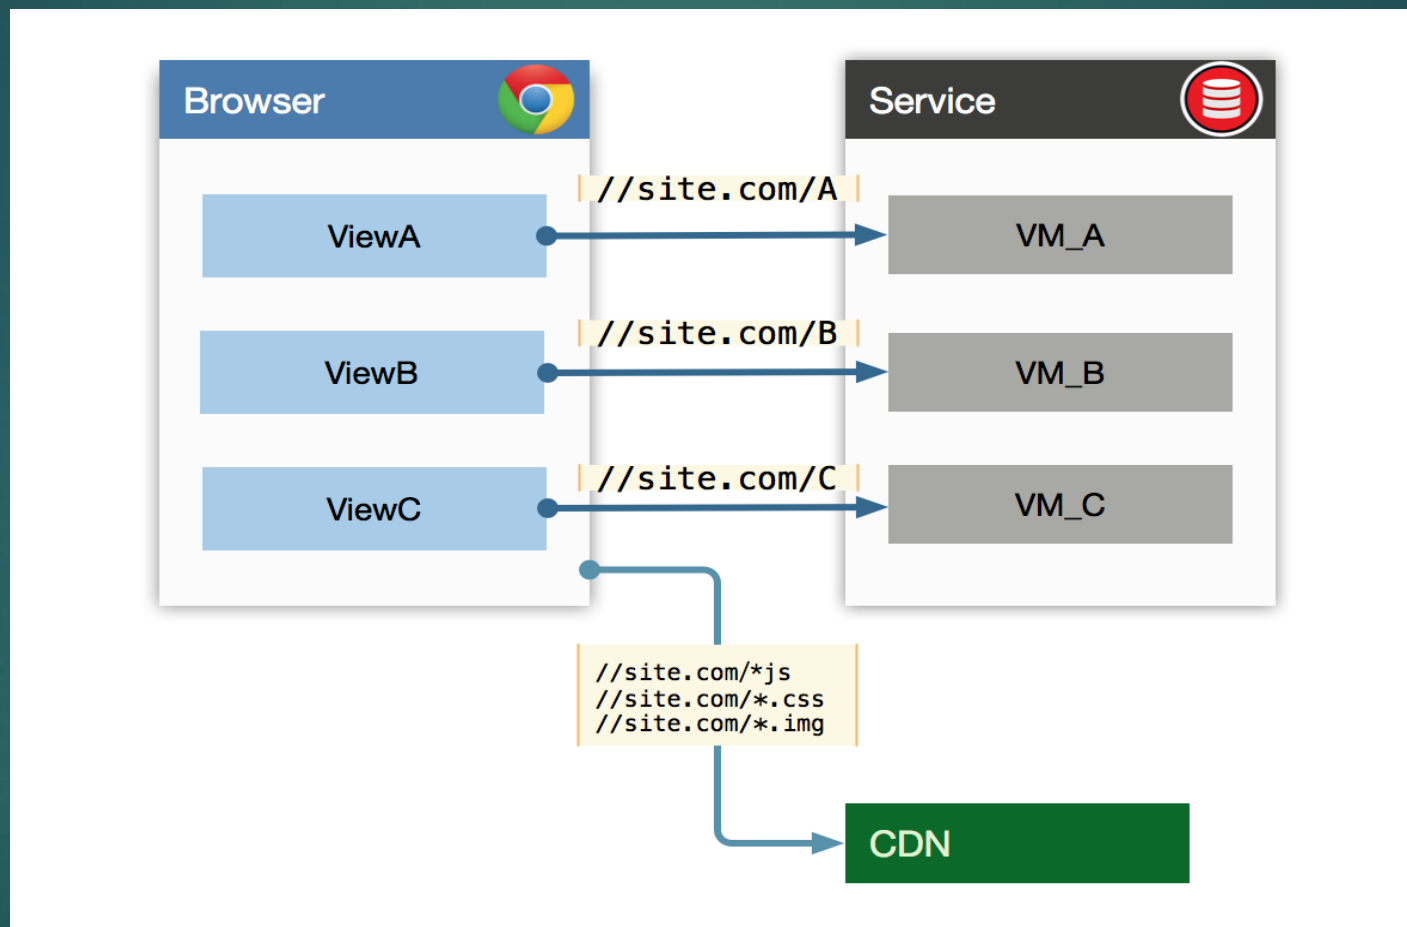 Browser
Service
//site.com/A
ViewA
VM_A
//site.com/B
ViewB
VM_B
//site.com/C
ViewC
VM_C
//site.com/*js
//site.com/*.css
//site.com/*.img
CDN